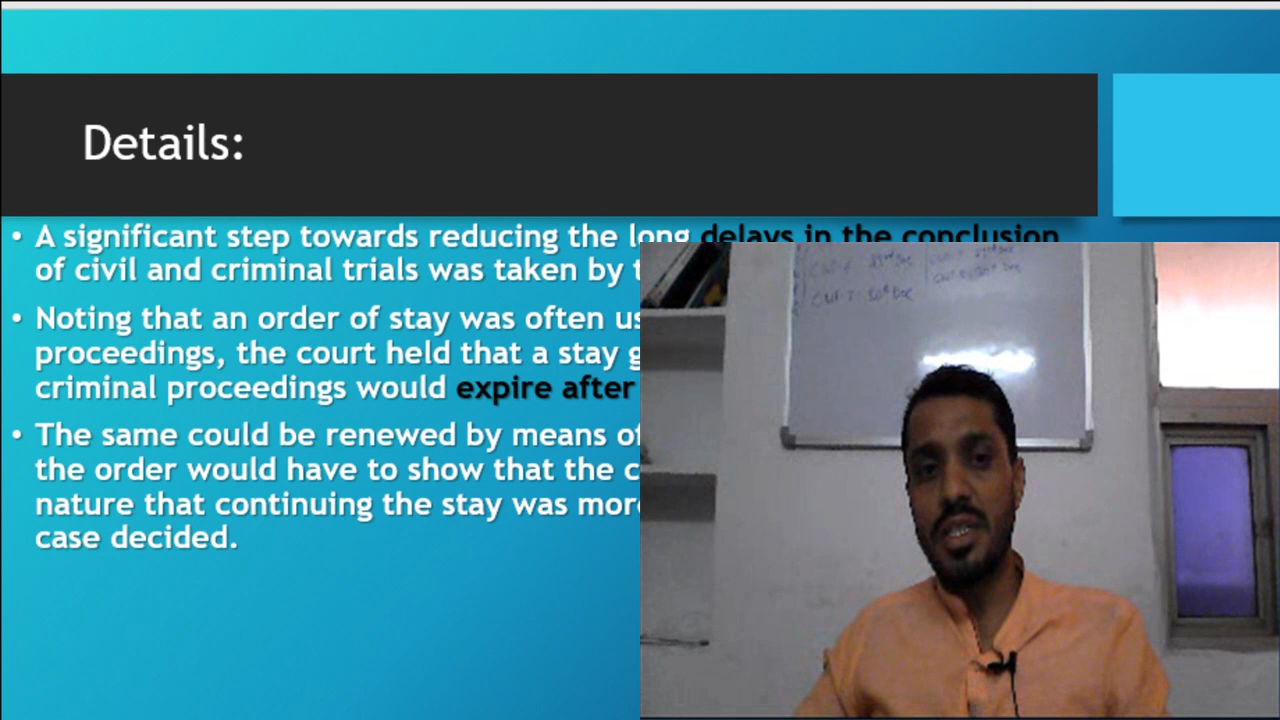 Details:
• A significant step towards reducing the long delays in the conclusion
of civil and criminal trials was taken by
• Noting that an order of stay was often
proceedings, the court held that a stay
criminal proceedings would expire after
• The same could be renewed by means
the order would have to show that the
nature that continuing the stay was
case decided.